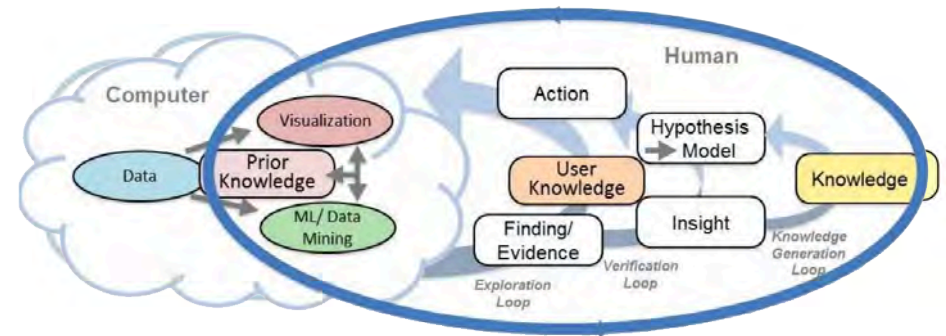 Computer
Human
Visualization
Action
Hypothesis
Model
Data
Prior
Knowledge
User
Knowledge
Knowledge
ML/ Data
Mining
Finding/
Evidence
Insight
Exploration
Loop
Verification
Loop
Knowledge
Generation
Loop